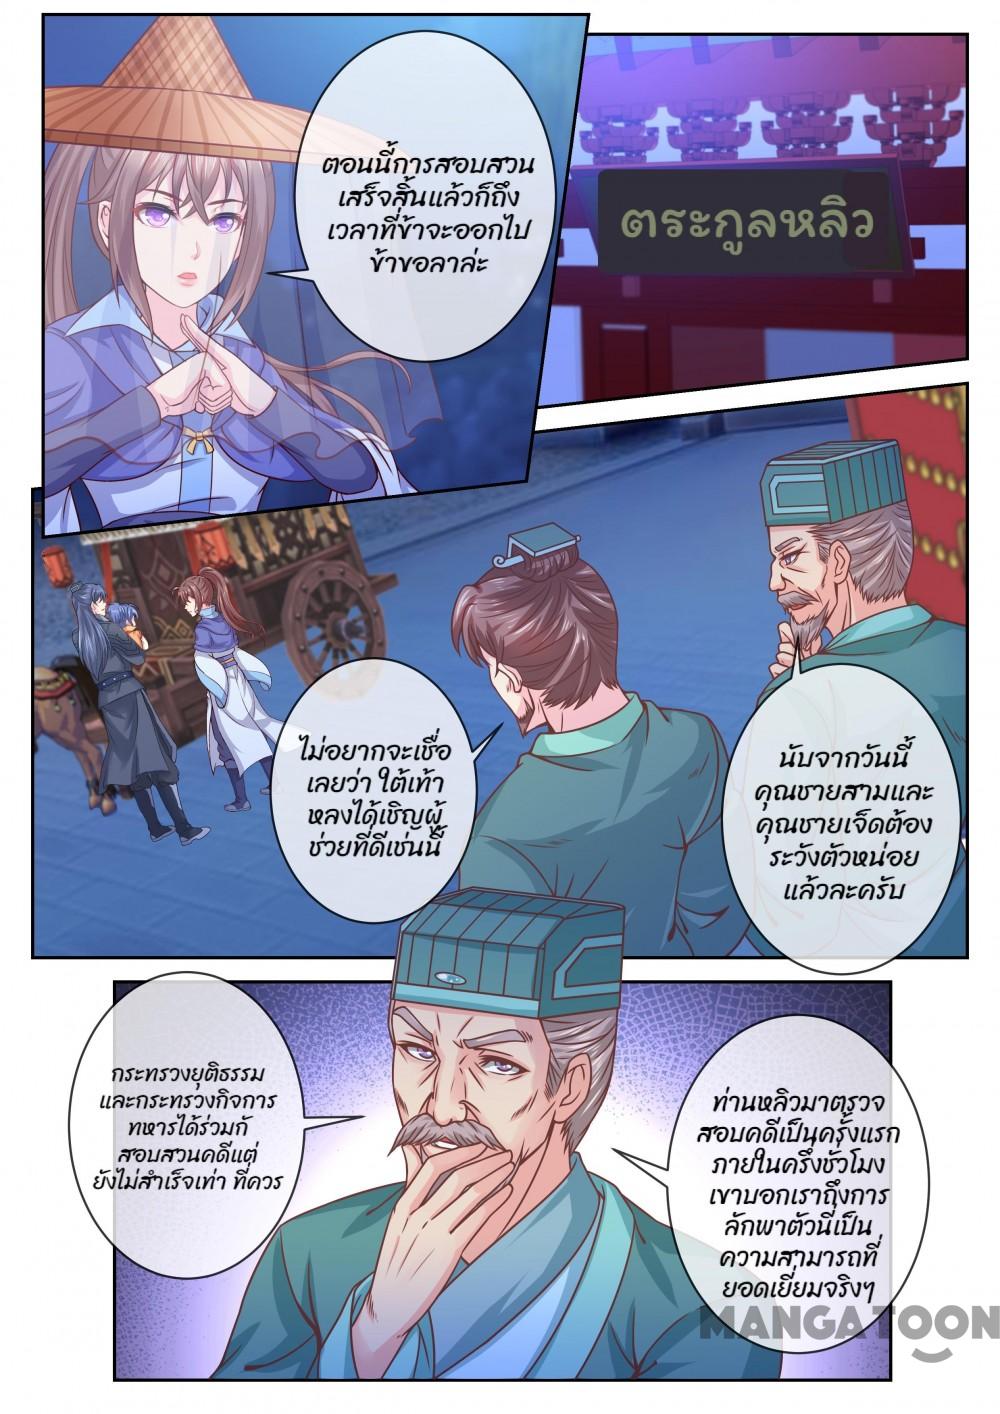 ตอนนี้การสอบสวน
เสร็จสิ้นแล้วก็ถึง
เวลาที่ข้าจะออกไป
ข้าขอลาล่ะ
ตระกูลหลิว
ไม่อยากจะเชื่อ
เลยว่า ใต้เท้า
หลงได้เชิญผู้
ช่วยที่ดีเช่นนี้
นับจากวันนี้
คุณชายสามและ
คุณชายเจ็ดต้อง
ระวังตัวหน่อย
แล้วละครับ
กระทรวงยุติธรรม
และกระทรวงกิจการ
ทหารได้ร่วมกั
สอบสวนคดีแต่
ยังไม่สำเร็จเท่า ที่ควร
ท่านหลิวมาตรวจ
สอบคดีเป็นครั้งแรก
ภายในครึ่งชั่วโมง
เขาบอกเราถึงการ
ลักพาตัวนี่เป็น
ความสามารถที่
ยอดเยี่ยมจริงๆ
MANGATOON